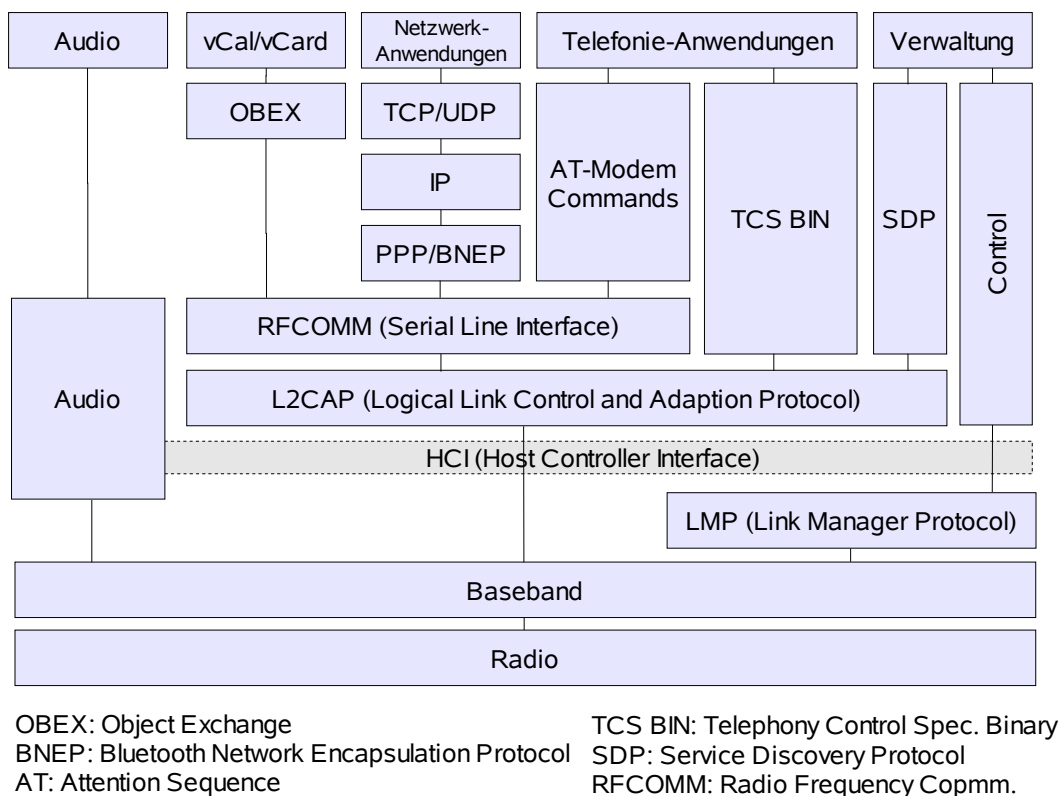 Audio
vCal/vCard
Netzwerk-
Anwendungen
Telefonie-Anwendungen
Verwaltung
OBEX
TCP/UDP
AT-Modem
Commands
TCS BIN
SDP
Control
IP
PPP/BNEP
RFCOMM (Serial Line Interface)
Audio
L2CAP (Logical Link Control and Adaption Protocol)
HCI (Host Controller Interface)
LMP (Link Manager Protocol)
Baseband
Radio
OBEX: Object Exchange
BNEP: Bluetooth Network Encapsulation Protocol
AT: Attention Sequence
TCS BIN: Telephony Control Spec. Binary
SDP: Service Discovery Protocol
RFCOMM: Radio Frequency Copmm.